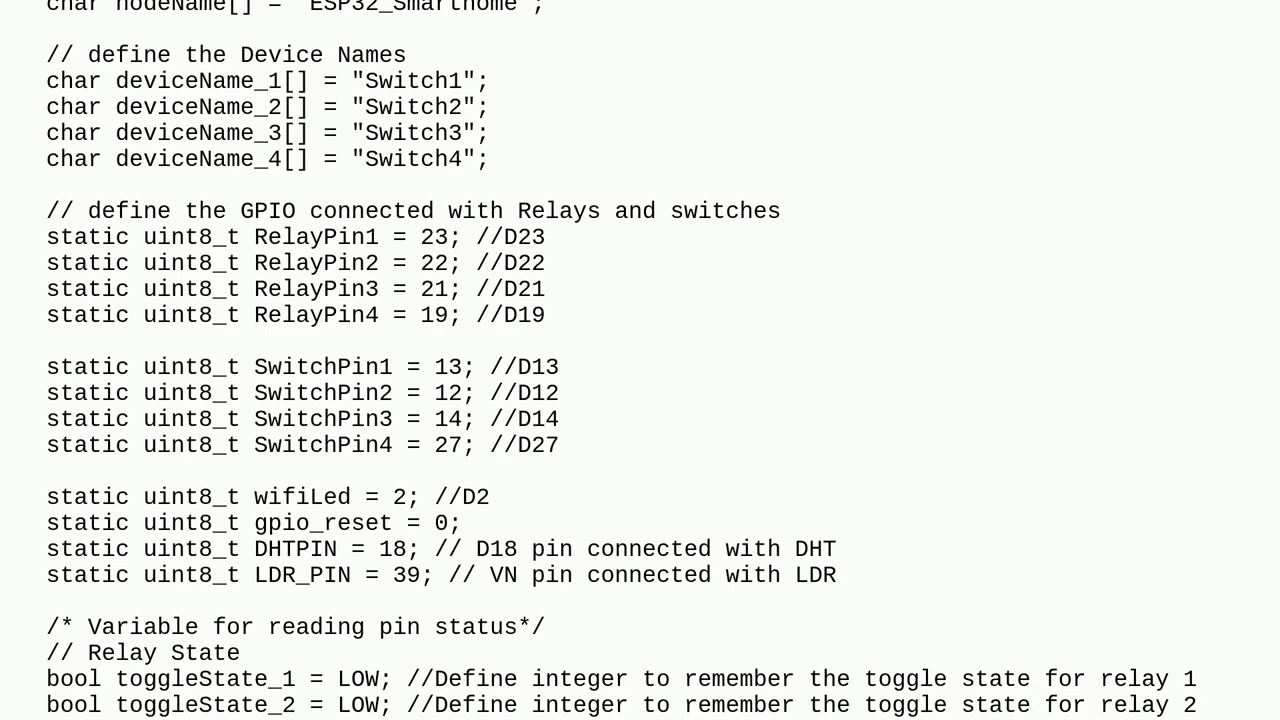 char nodeName[] = "ESP32_Smarthome";
// define the Device Names
char deviceName_1[] = "Switch1";
char deviceName_2[] = "Switch2";
char deviceName_3[] = "Switch3";
char deviceName_4[] = "Switch4";
// define the GPIO connected with Relays and switches
static uint8_t RelayPin1 = 23; //D23
static uint8_t RelayPin2 = 22; //D22
static uint8_t RelayPin3 = 21; //D21
static uint8_t RelayPin4 = 19; //D19
static uint8_t SwitchPin1 = 13; //D13
static uint8_t SwitchPin2 = 12; //D12
static uint8_t SwitchPin3 = 14; //D14
static uint8_t SwitchPin4 = 27; //D27
static uint8_t wifiLed = 2; //D2
static uint8_t gpio_reset = 0;
static uint8_t DHTPIN = 18; // D18 pin connected with DHT
static uint8_t LDR_PIN = 39; // VN pin connected with LDR
/* Variable for reading pin status*/
// Relay State
bool toggleState_1 = LOW; //Define integer to remember the toggle state for relay 1
bool toggleState_2 = LOW; //Define integer to remember the toggle state for relay 2